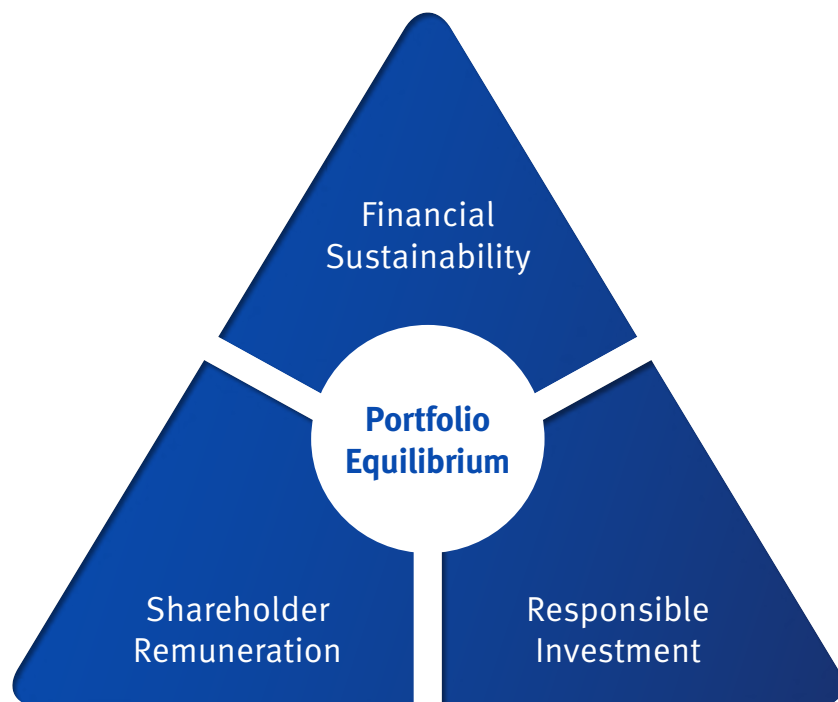 Financial
Sustainability
Portfolio
Equilibrium
Shareholder
Remuneration
Responsible
Investment